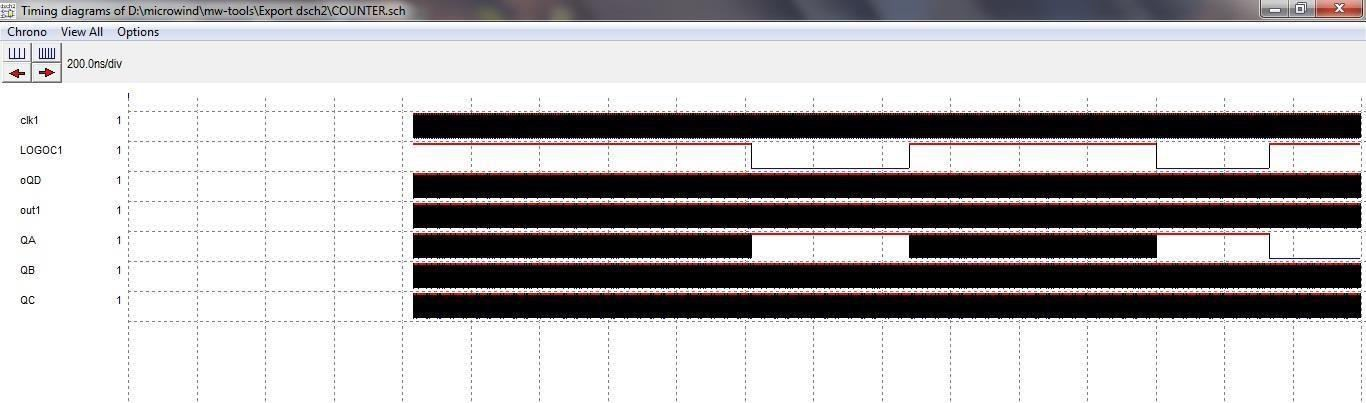 Timing diagrams of D:\microwind\mw-tools\Export dsch2\COUNTER.sch
Chrono View All Options
200.0ns/div
clk1 1
LOGOC1 1
oQD 1
out1 1
QA 1
QB 1
QC 1